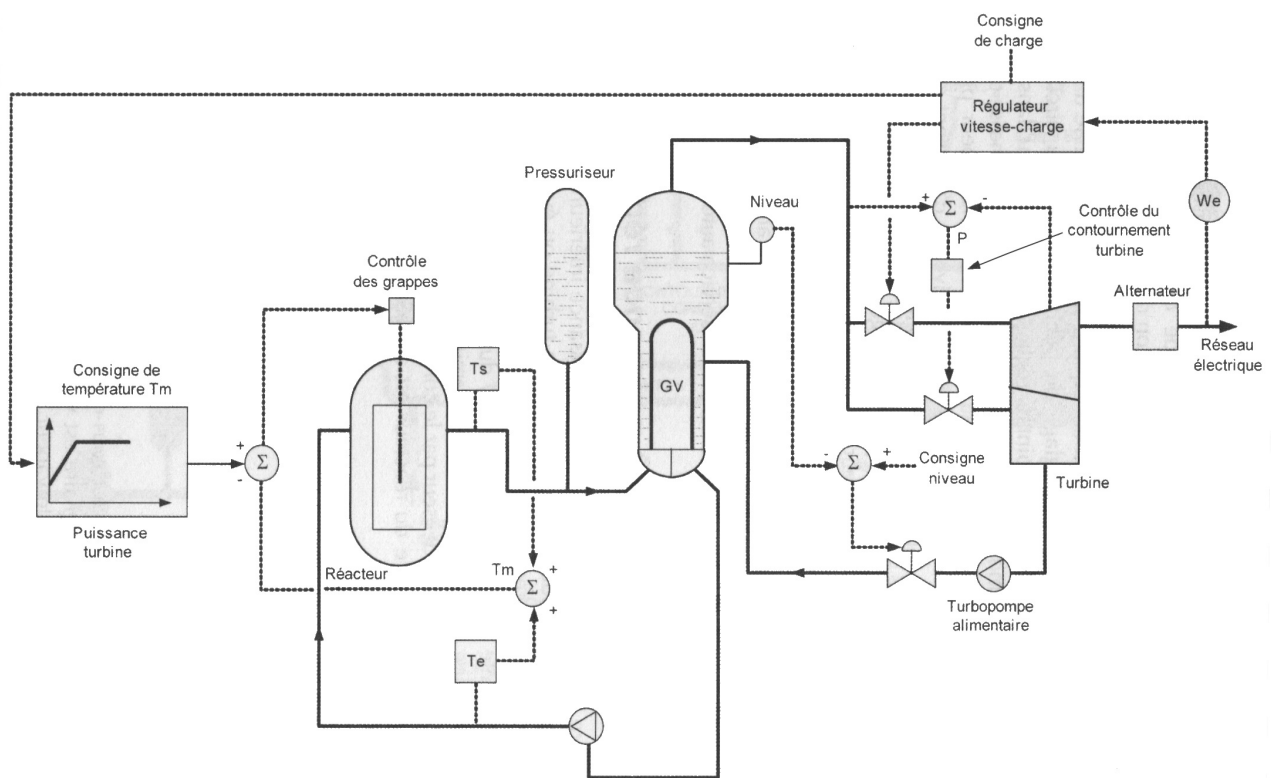 Consigne
de charge
Régulateur
vitesse-charge
Pressuriseur
Niveau
+
Σ
-
We
P
Contrôle du
contournement
turbine
Contrôle
des grappes
Alternateur
Réseau
électrique
Consigne de
température Tm
Ts
GV
+
Σ
-
-
Σ
+
Consigne
niveau
Turbine
Puissance
turbine
Réacteur
Tm
+
Σ
+
Turbopompe
alimentaire
Te